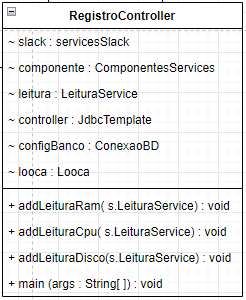 RegistroController
~ slack : servicesSlack
~ componente : ComponentesServices
~ leitura : LeituraService
~ controller : JdbcTemplate
~ configBanco : ConexaoBD
~ looca : Looca
+ addLeituraRam( s.LeituraService) : void
+ addLeituraCpu( s.LeituraService) : void
+ addLeituraDisco(s.LeituraService) : void
+ main (args : String[ ]) : void